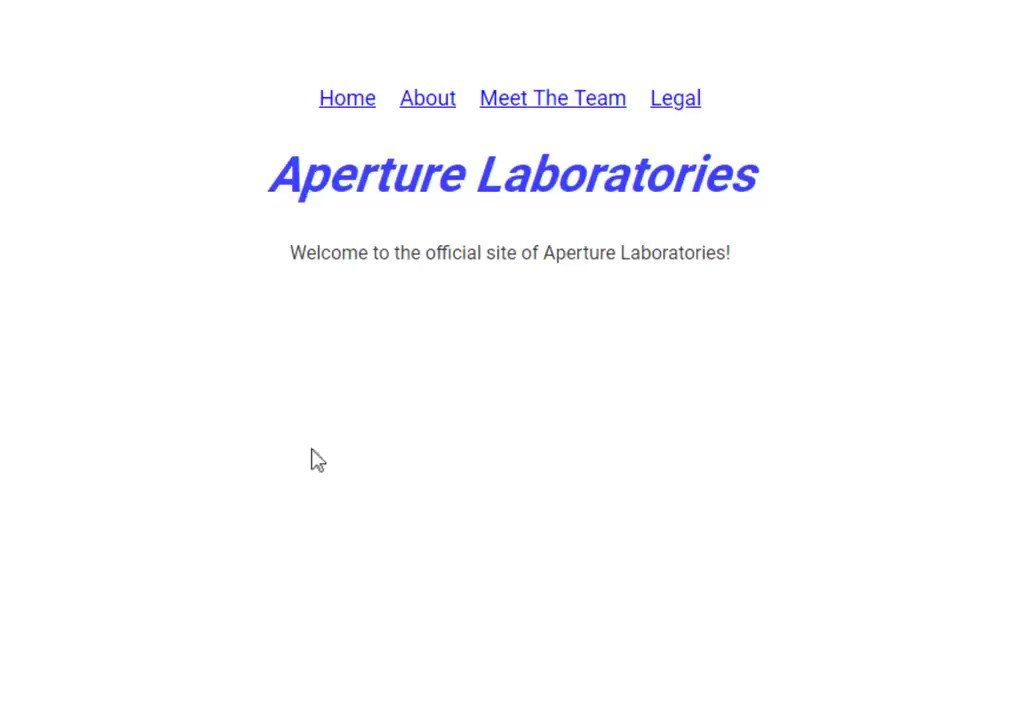 Home About Meet The Team Legal
Aperture Laboratories
Welcome to the official site of Aperture Laboratories!